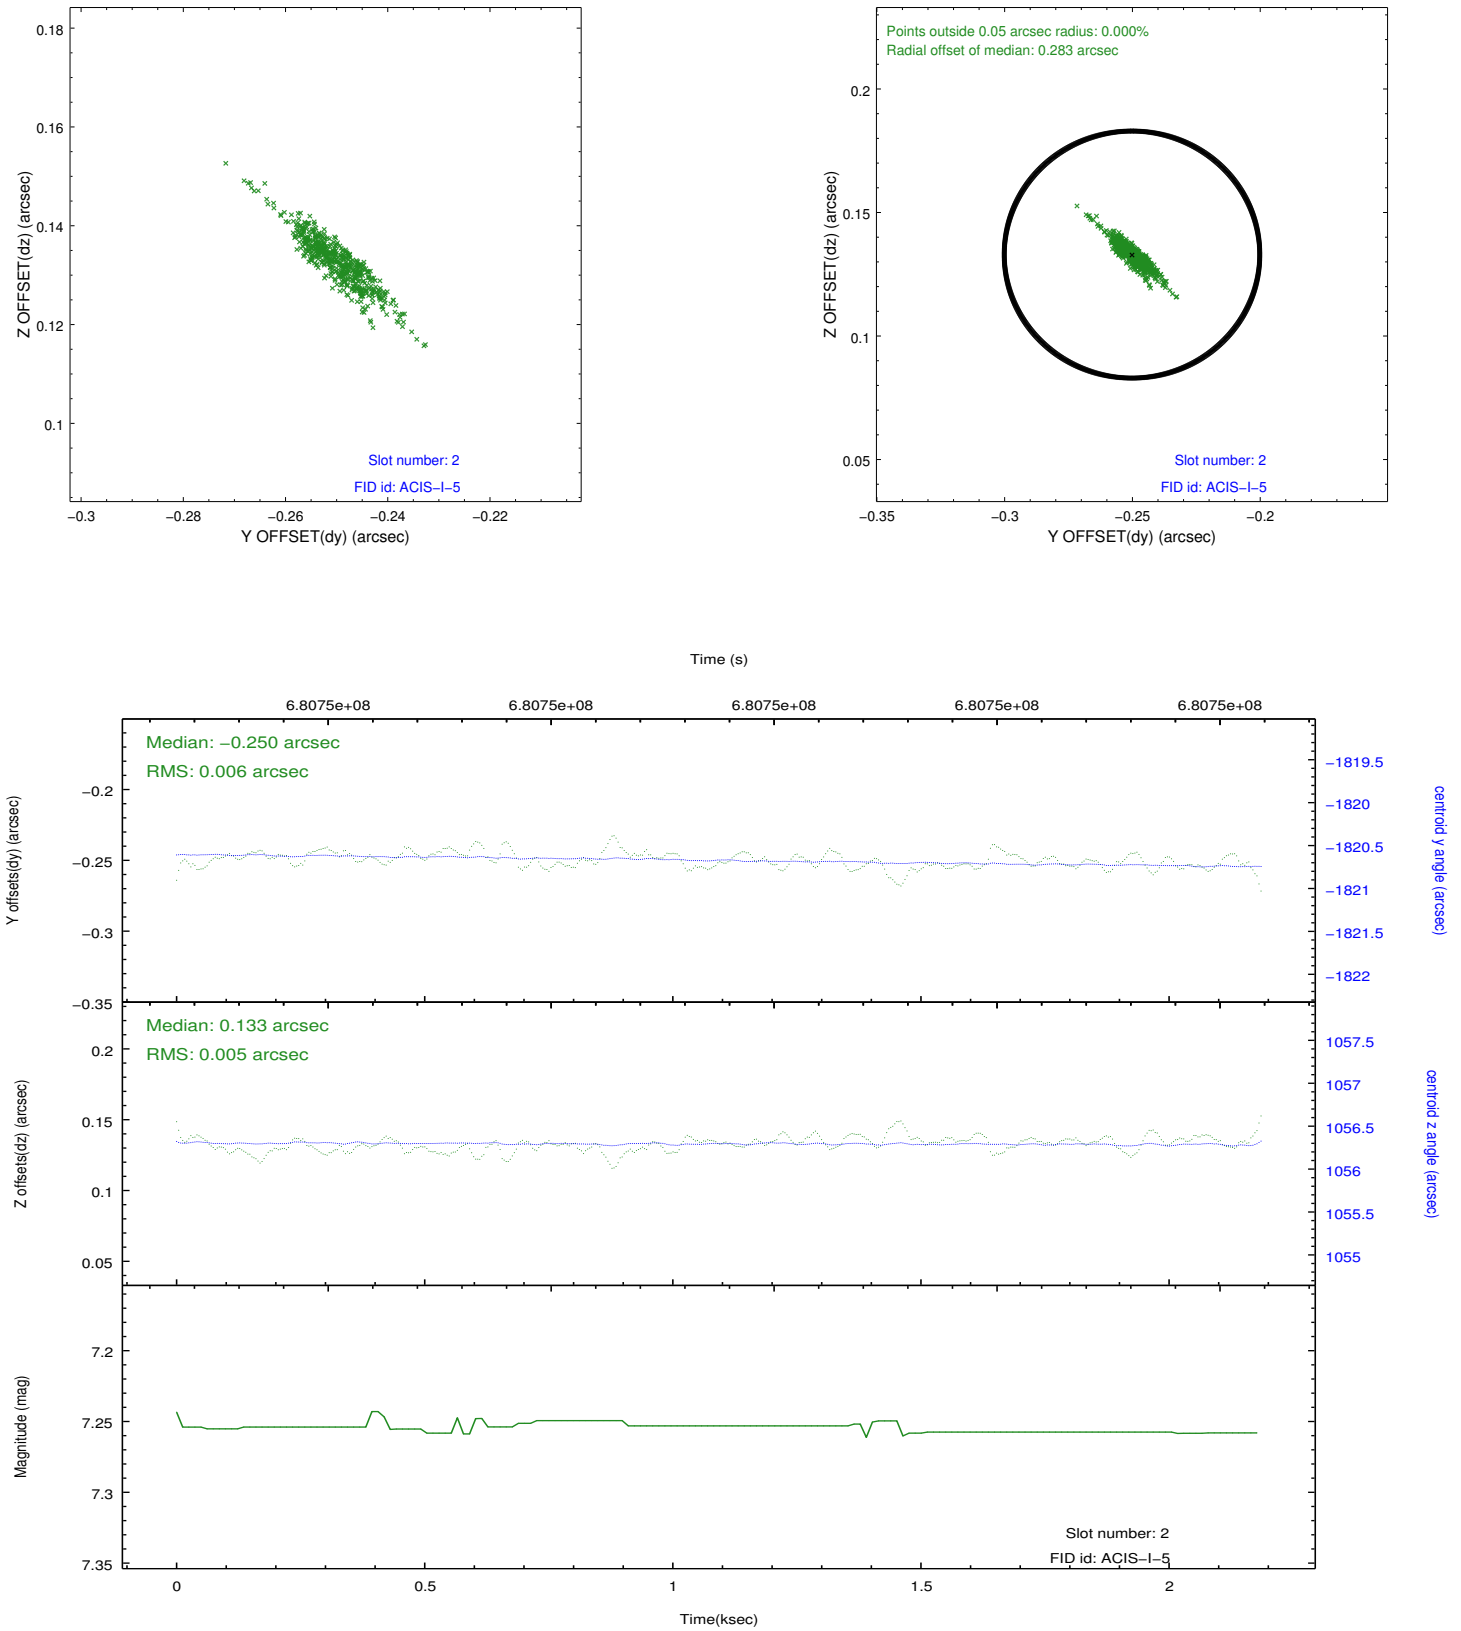 0.18
0.16
0.14
0.12
0.1
Z OFFSET(dz) (arcsec)
Slot number: 2
FID id: ACIS−I−5
−0.3
−0.28
−0.26
−0.24
−0.22
Y OFFSET(dy) (arcsec)
Points outside 0.05 arcsec radius: 0.000%
Radial offset of median: 0.283 arcsec
0.2
0.15
0.1
0.05
Z OFFSET(dz) (arcsec)
Slot number: 2
FID id: ACIS−I−5
−0.35
−0.3
−0.25
−0.2
Y OFFSET(dy) (arcsec)
Time (s)
6.8075e+08
6.8075e+08
6.8075e+08
6.8075e+08
6.8075e+08
Median: −0.250 arcsec
RMS: 0.006 arcsec
−0.2
−0.25
−0.3
−0.35
Y offsets(dy) (arcsec)
−1819.5
−1820
−1820.5
−1821
−1821.5
−1822
centroid y angle (arcsec)
Median: 0.133 arcsec
RMS: 0.005 arcsec
0.2
0.15
0.1
0.05
Z offsets(dz) (arcsec)
1057.5
1057
1056.5
1056
1055.5
1055
centroid z angle (arcsec)
7.2
7.25
7.3
7.35
Magnitude (mag)
Slot number: 2
FID id: ACIS−I−5
0
0.5
1
1.5
2
Time(ksec)